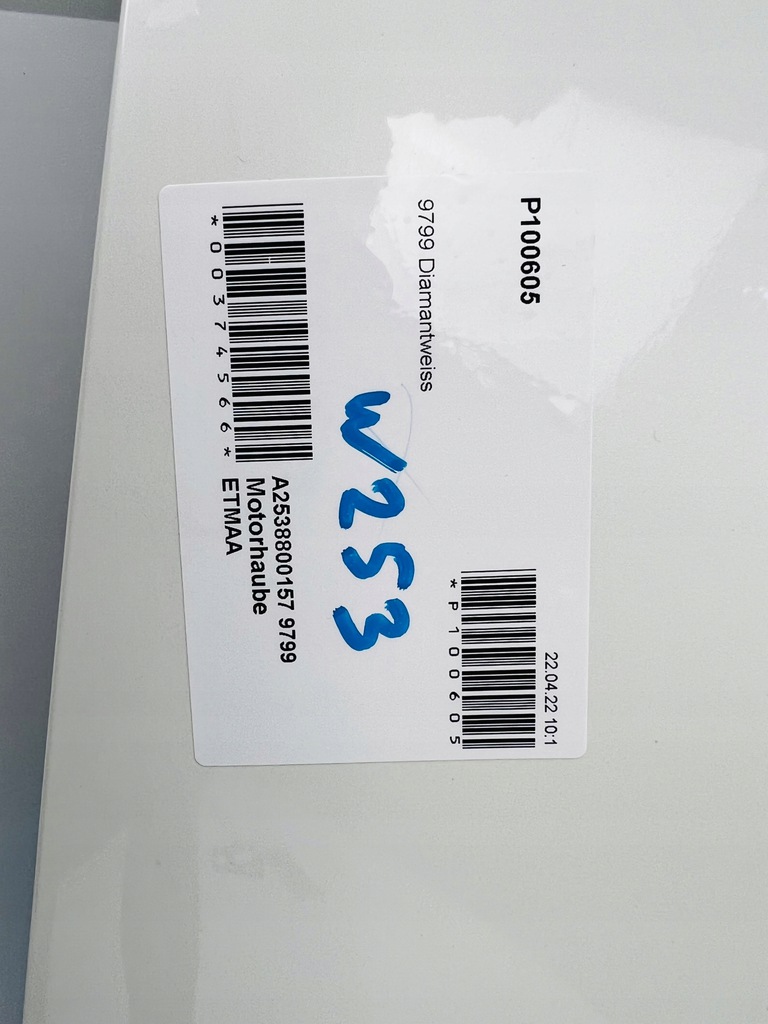 P100605
22.04.22 10:1
*P100605
9799 Diamantweiss
W253
*00374566*
A2538800157 9799
Motorhaube
ETMAA